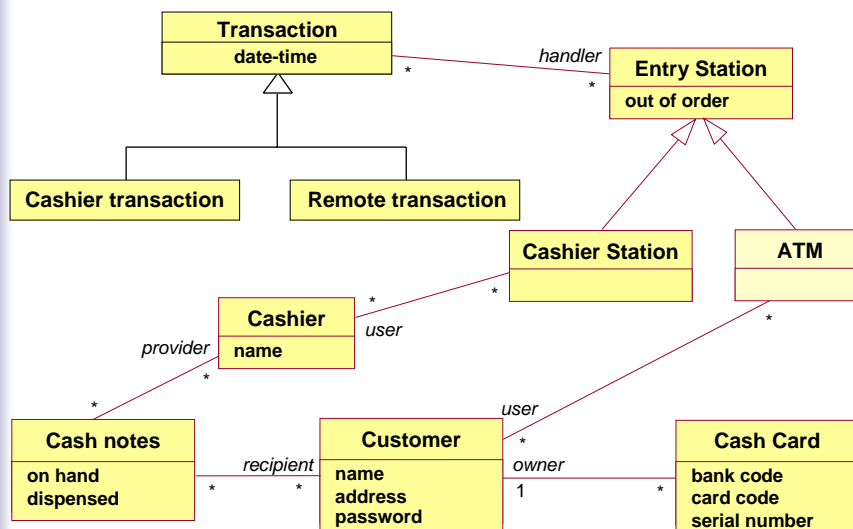 Transaction
date-time
handler
*
*
Entry Station
out of order
Cashier transaction
Remote transaction
Cashier Station
ATM
*
*
user
*
Cashier
name
provider
*
*
user
*
Cash notes
on hand
dispensed
recipient
*
*
Customer
name
address
password
owner
1
*
Cash Card
bank code
card code
serial number